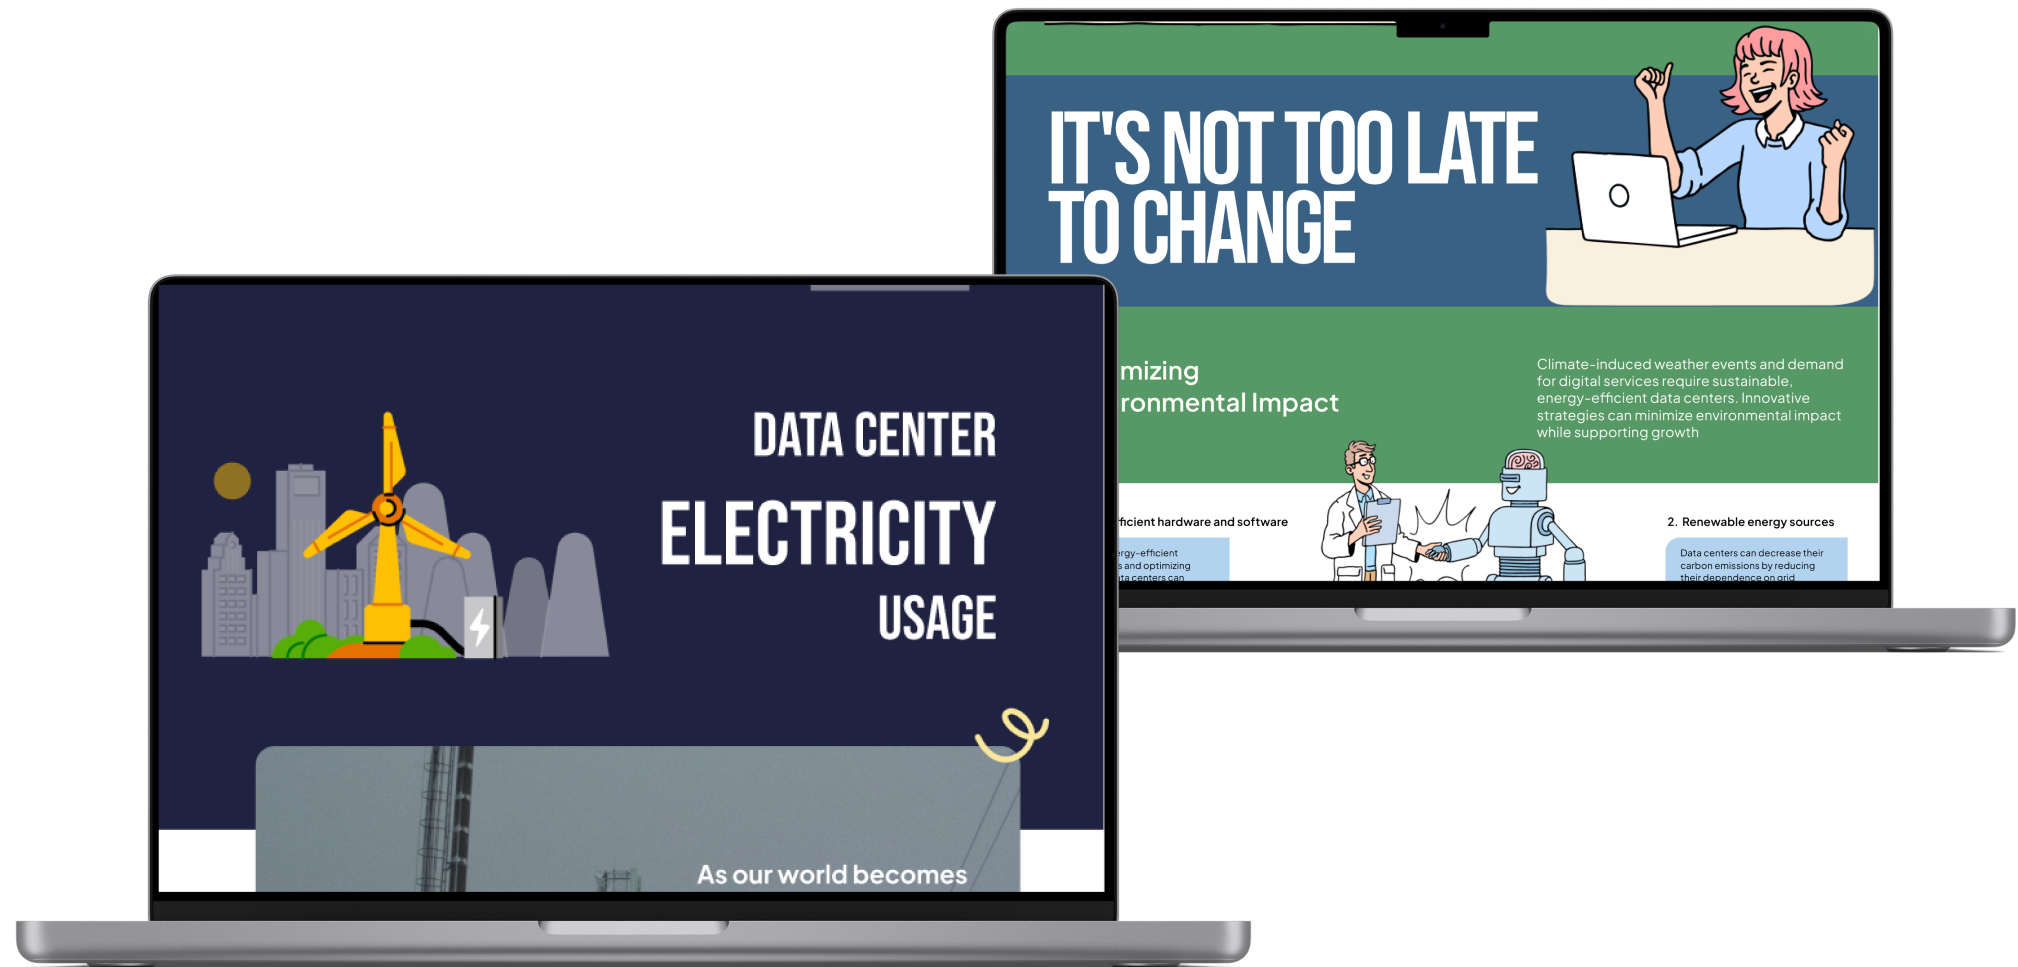 IT'S NOT TOO LATE
TO CHANGE
mizing
ronmental Impact
Climate-induced weather events and demand
for digital services require sustainable,
energy-efficient data centers. Innovative
strategies can minimize environmental impact
while supporting growth
ficient hardware and software
rgy-efficient
s and optimizing
ta centers can
2. Renewable energy sources
Data centers can decrease their
carbon emissions by reducing
their dependence on grid
DATA CENTER
ELECTRICITY
USAGE
As our world becomes